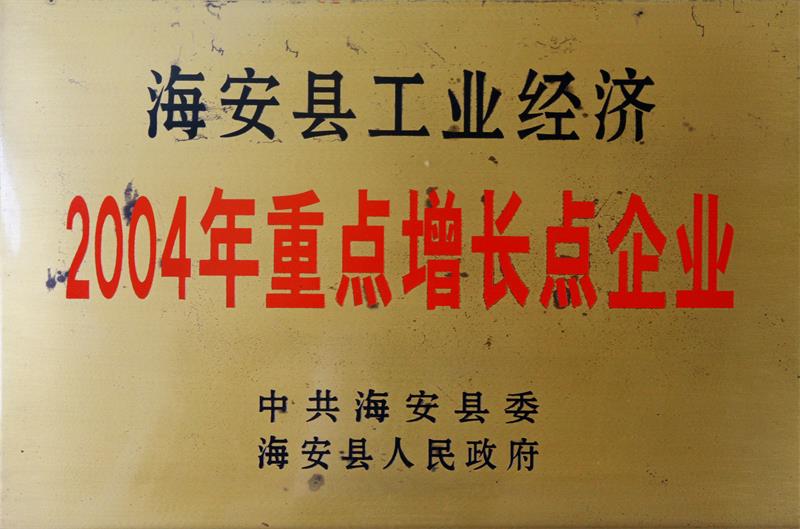 海安县工业经济
2004年重点增长点企业
中共海安县委
海安县人民政府